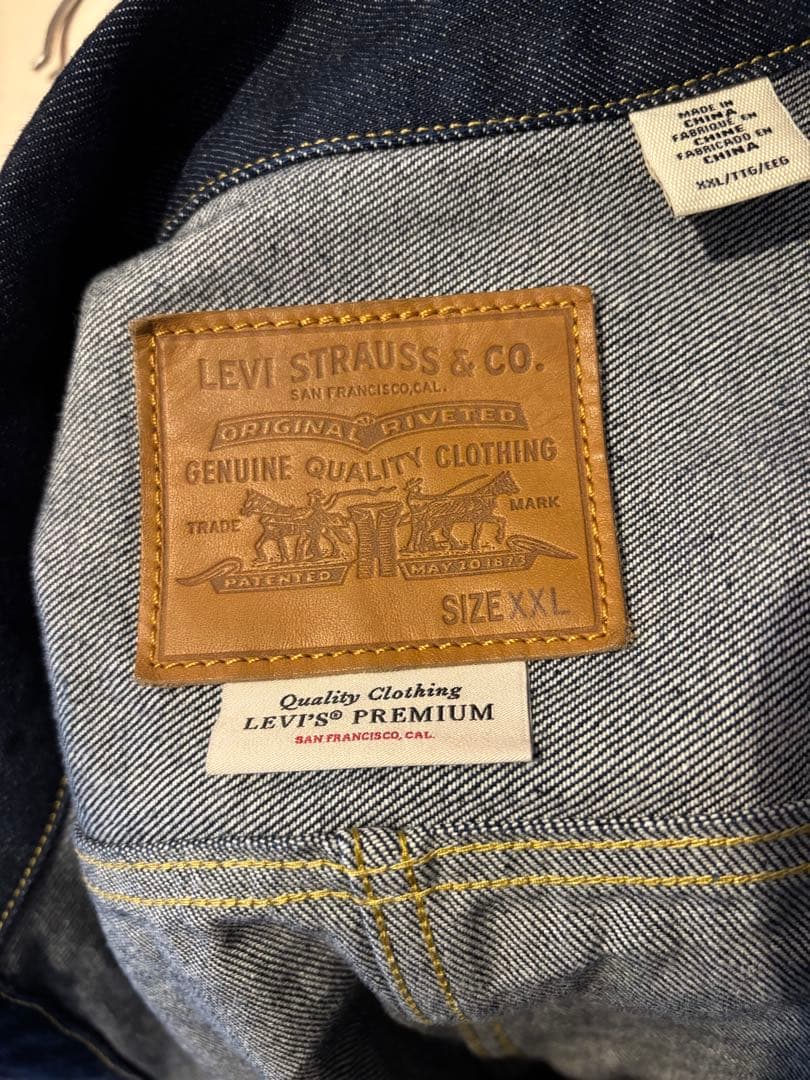 MADE IN
CHINA
FABRIQUÉ EN
CHINE
FABRICADO EN
CHINA
XXL/TTG/EEG
LEVI STRAUSS & CO.
SAN FRANCISCO, CAL.
ORIGINAL RIVETED
GENUINE QUALITY CLOTHING
TRADE MARK
PATENTED MAY 20 1873
SIZE XXL
Quality Clothing
LEVI'S® PREMIUM
SAN FRANCISCO, CAL.